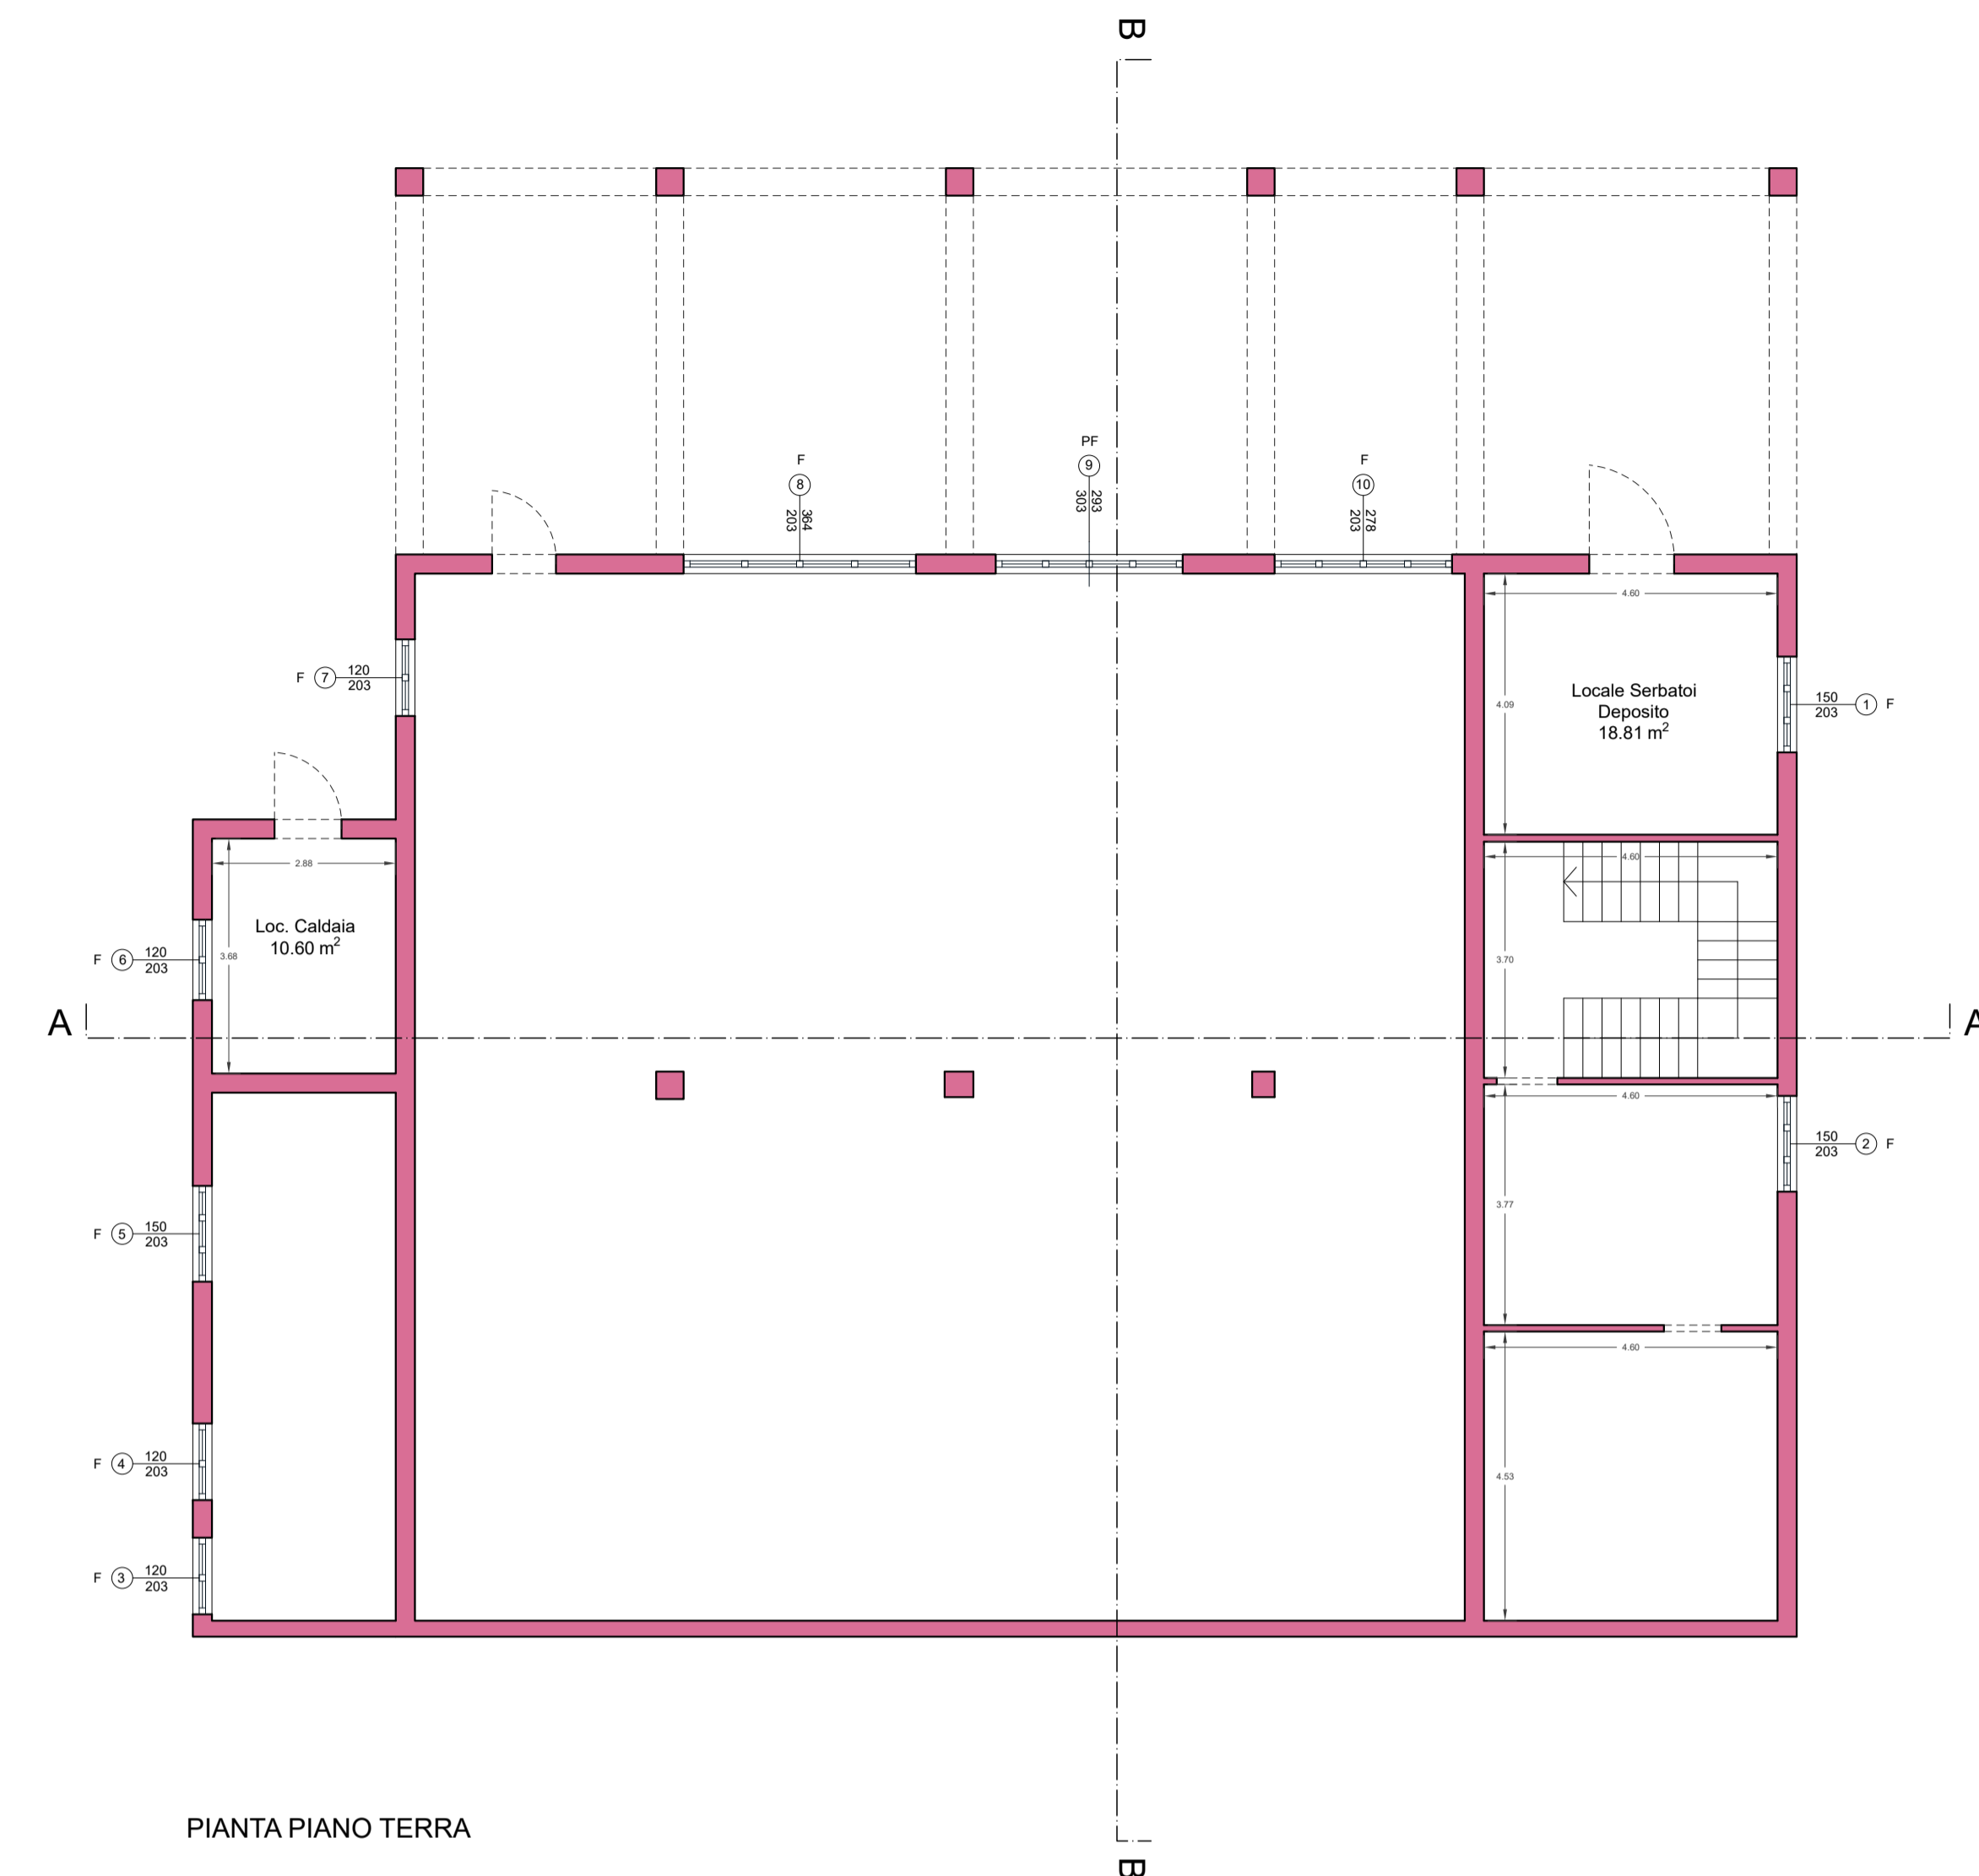 B
F
8
364
203
PF
9
293
303
F
10
278
203
4.60
F 7 120
203
Locale Serbatoi
Deposito
18.81 m²
4.09
150
203 1 F
2.88
4.60
Loc. Caldaia
10.60 m²
3.68
F 6 120
203
3.70
A
A
4.60
150
203 2 F
3.77
F 5 150
203
4.60
F 4 120
203
4.53
F 3 120
203
PIANTA PIANO TERRA
B